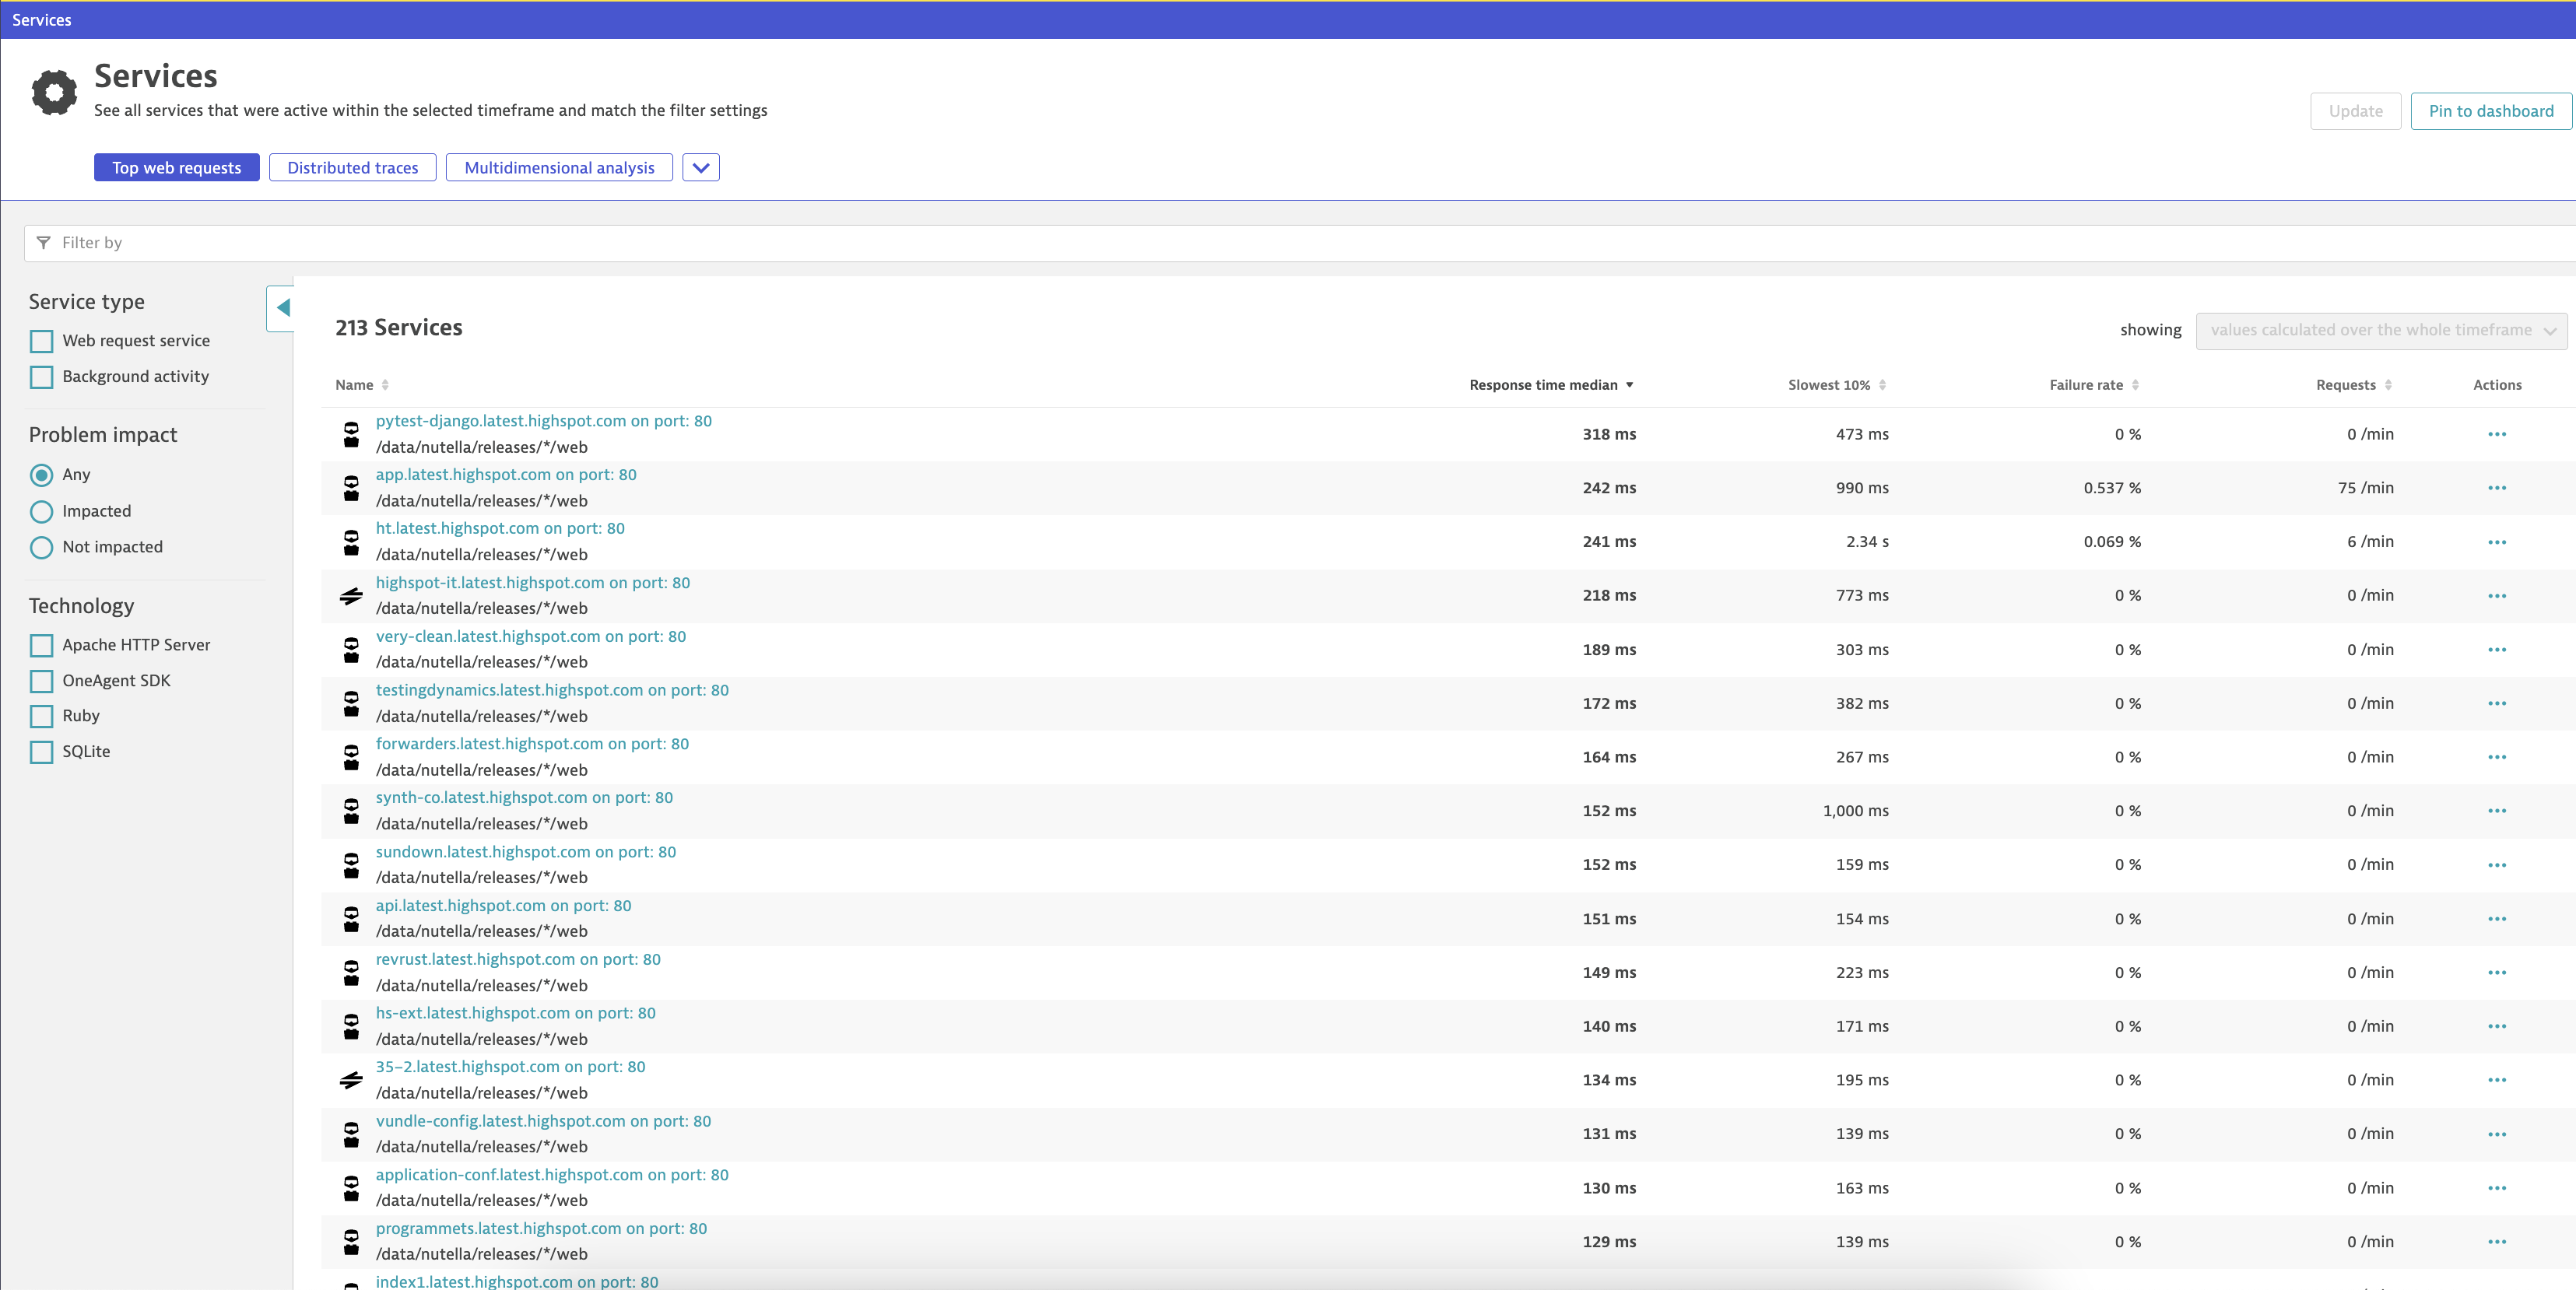 Services
Services
See all services that were active within the selected timeframe and match the filter settings
Update
Pin to dashboard
Top web requests
Distributed traces
Multidimensional analysis
Filter by
Service type
Web request service
Background activity
Problem impact
Any
Impacted
Not impacted
Technology
Apache HTTP Server
OneAgent SDK
Ruby
SQLite
213 Services
showing values calculated over the whole timeframe
Name Response time median Slowest 10% Failure rate Requests Actions
pytest-django.latest.highspot.com on port: 80
/data/nutella/releases/*/web
318 ms 473 ms 0 % 0 /min
app.latest.highspot.com on port: 80
/data/nutella/releases/*/web
242 ms 990 ms 0.537 % 75 /min
ht.latest.highspot.com on port: 80
/data/nutella/releases/*/web
241 ms 2.34 s 0.069 % 6 /min
highspot-it.latest.highspot.com on port: 80
/data/nutella/releases/*/web
218 ms 773 ms 0 % 0 /min
very-clean.latest.highspot.com on port: 80
/data/nutella/releases/*/web
189 ms 303 ms 0 % 0 /min
testingdynamics.latest.highspot.com on port: 80
/data/nutella/releases/*/web
172 ms 382 ms 0 % 0 /min
forwarders.latest.highspot.com on port: 80
/data/nutella/releases/*/web
164 ms 267 ms 0 % 0 /min
synth-co.latest.highspot.com on port: 80
/data/nutella/releases/*/web
152 ms 1,000 ms 0 % 0 /min
sundown.latest.highspot.com on port: 80
/data/nutella/releases/*/web
152 ms 159 ms 0 % 0 /min
api.latest.highspot.com on port: 80
/data/nutella/releases/*/web
151 ms 154 ms 0 % 0 /min
revrust.latest.highspot.com on port: 80
/data/nutella/releases/*/web
149 ms 223 ms 0 % 0 /min
hs-ext.latest.highspot.com on port: 80
/data/nutella/releases/*/web
140 ms 171 ms 0 % 0 /min
35–2.latest.highspot.com on port: 80
/data/nutella/releases/*/web
134 ms 195 ms 0 % 0 /min
vundle-config.latest.highspot.com on port: 80
/data/nutella/releases/*/web
131 ms 139 ms 0 % 0 /min
application-conf.latest.highspot.com on port: 80
/data/nutella/releases/*/web
130 ms 163 ms 0 % 0 /min
programmets.latest.highspot.com on port: 80
/data/nutella/releases/*/web
129 ms 139 ms 0 % 0 /min
index1.latest.highspot.com on port: 80